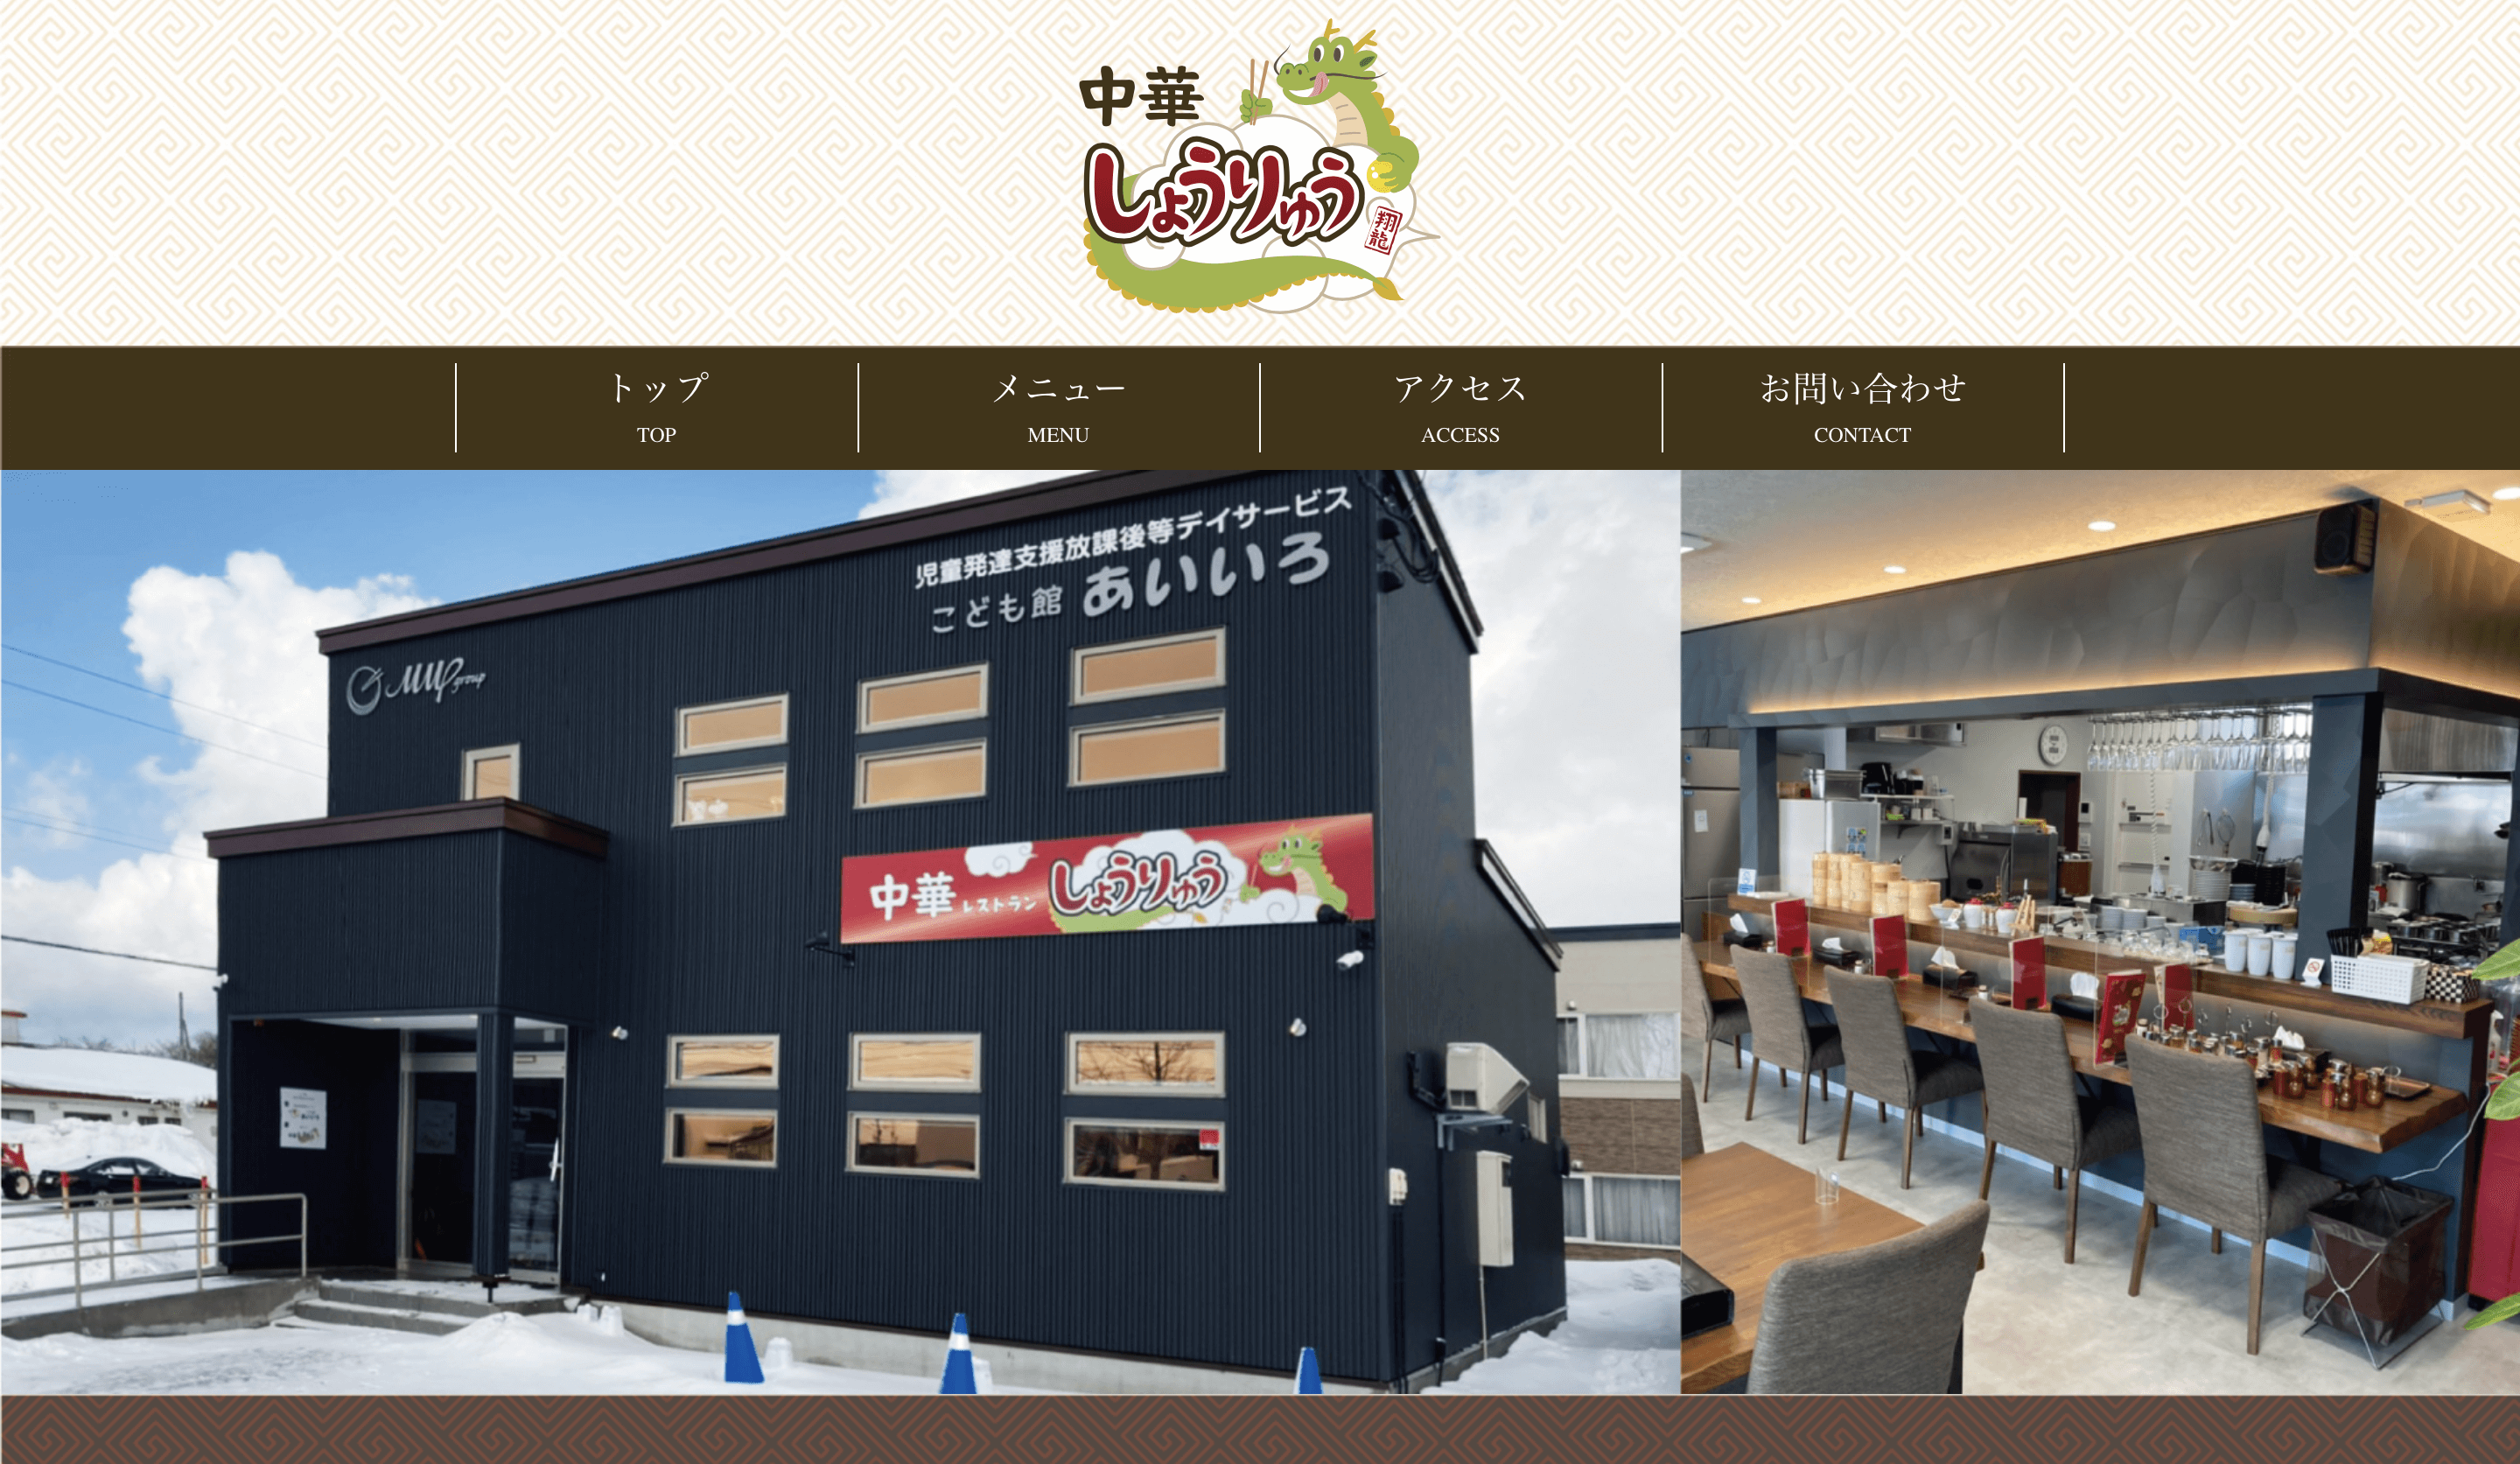 中華
しょうりゅう
翔龍
トップ
TOP
メニュー
MENU
アクセス
ACCESS
お問い合わせ
CONTACT
児童発達支援放課後等デイサービス
こども館 あいいろ
group
中華レストラン しょうりゅう